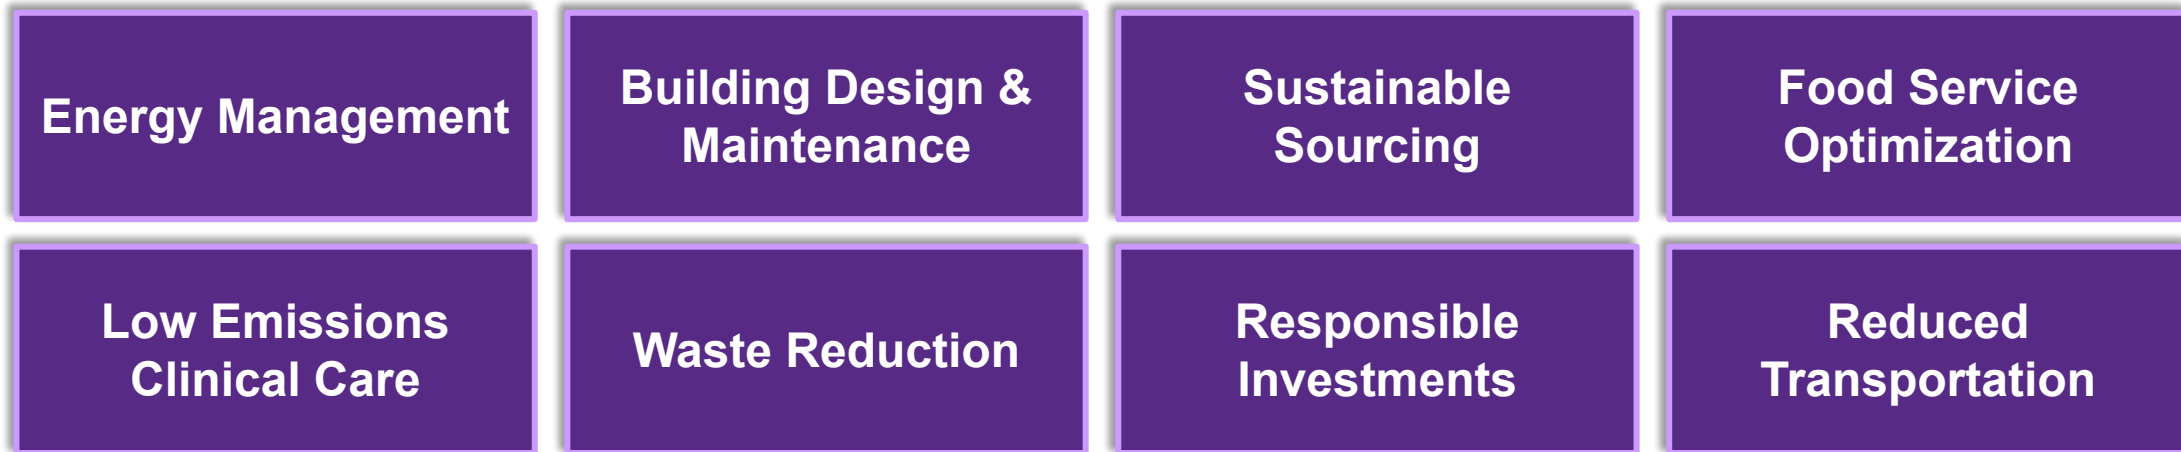 Energy Management
Building Design &
Maintenance
Sustainable
Sourcing
Food Service
Optimization
Low Emissions
Clinical Care
Waste Reduction
Responsible
Investments
Reduced
Transportation